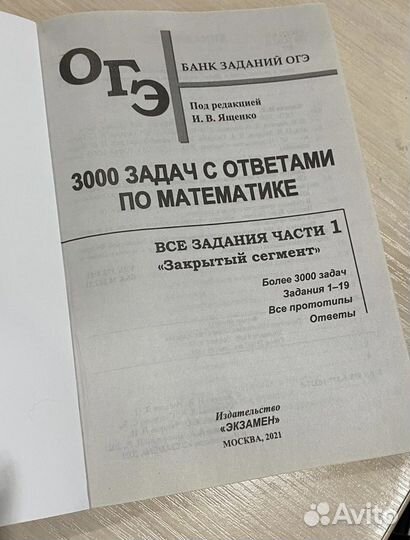 ОГЭ
БАНК ЗАДАНИЙ ОГЭ
Под редакцией
И. В. Ященко
3000 ЗАДАЧ С ОТВЕТАМИ
ПО МАТЕМАТИКЕ
ВСЕ ЗАДАНИЯ ЧАСТИ 1
«Закрытый сегмент»
Более 3000 задач
Задания 1–19
Все прототипы
Ответы
Издательство
«ЭКЗАМЕН»
МОСКВА, 2021
Avito